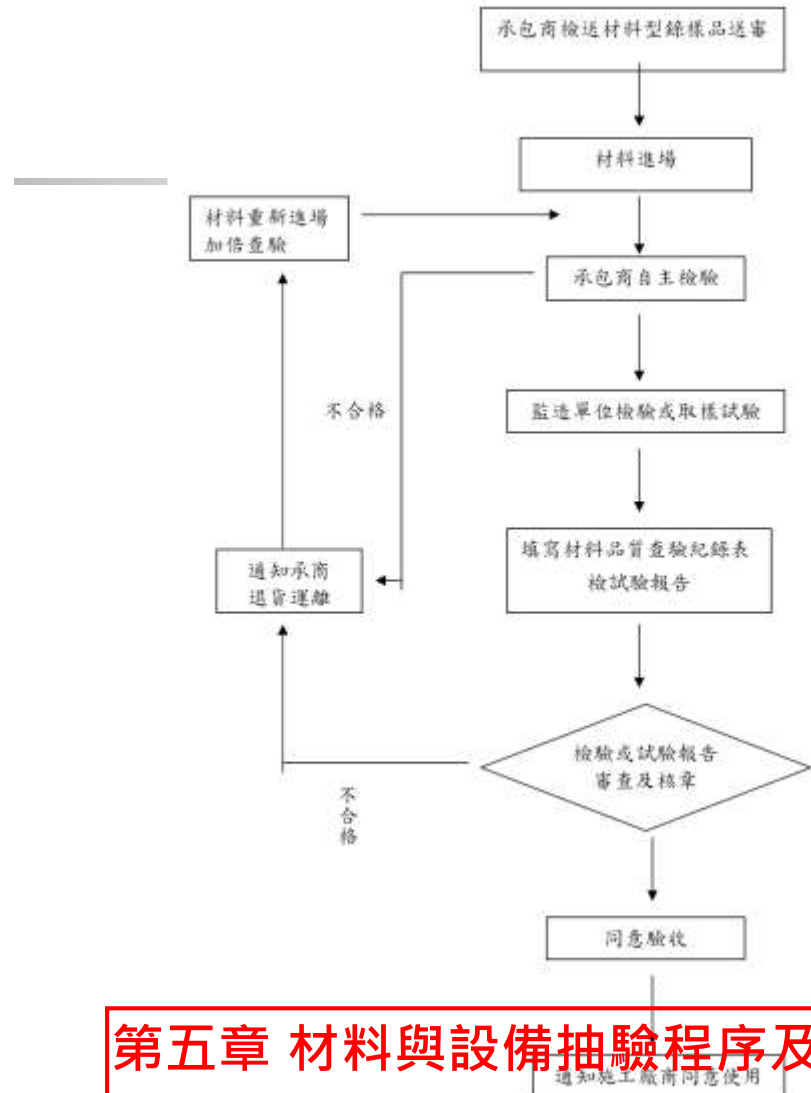 承包商檢送材料型錄樣品送審
材料進場
材料重新進場
加倍查驗
承包商自主檢驗
不合格
監造單位檢驗或取樣試驗
填寫材料品質查驗紀錄表
檢試驗報告
通知承商
退貨運離
檢驗或試驗報告
審查及核章
不合格
同意驗收
第五章 材料與設備抽驗程序及
通知施工廠商同意使用